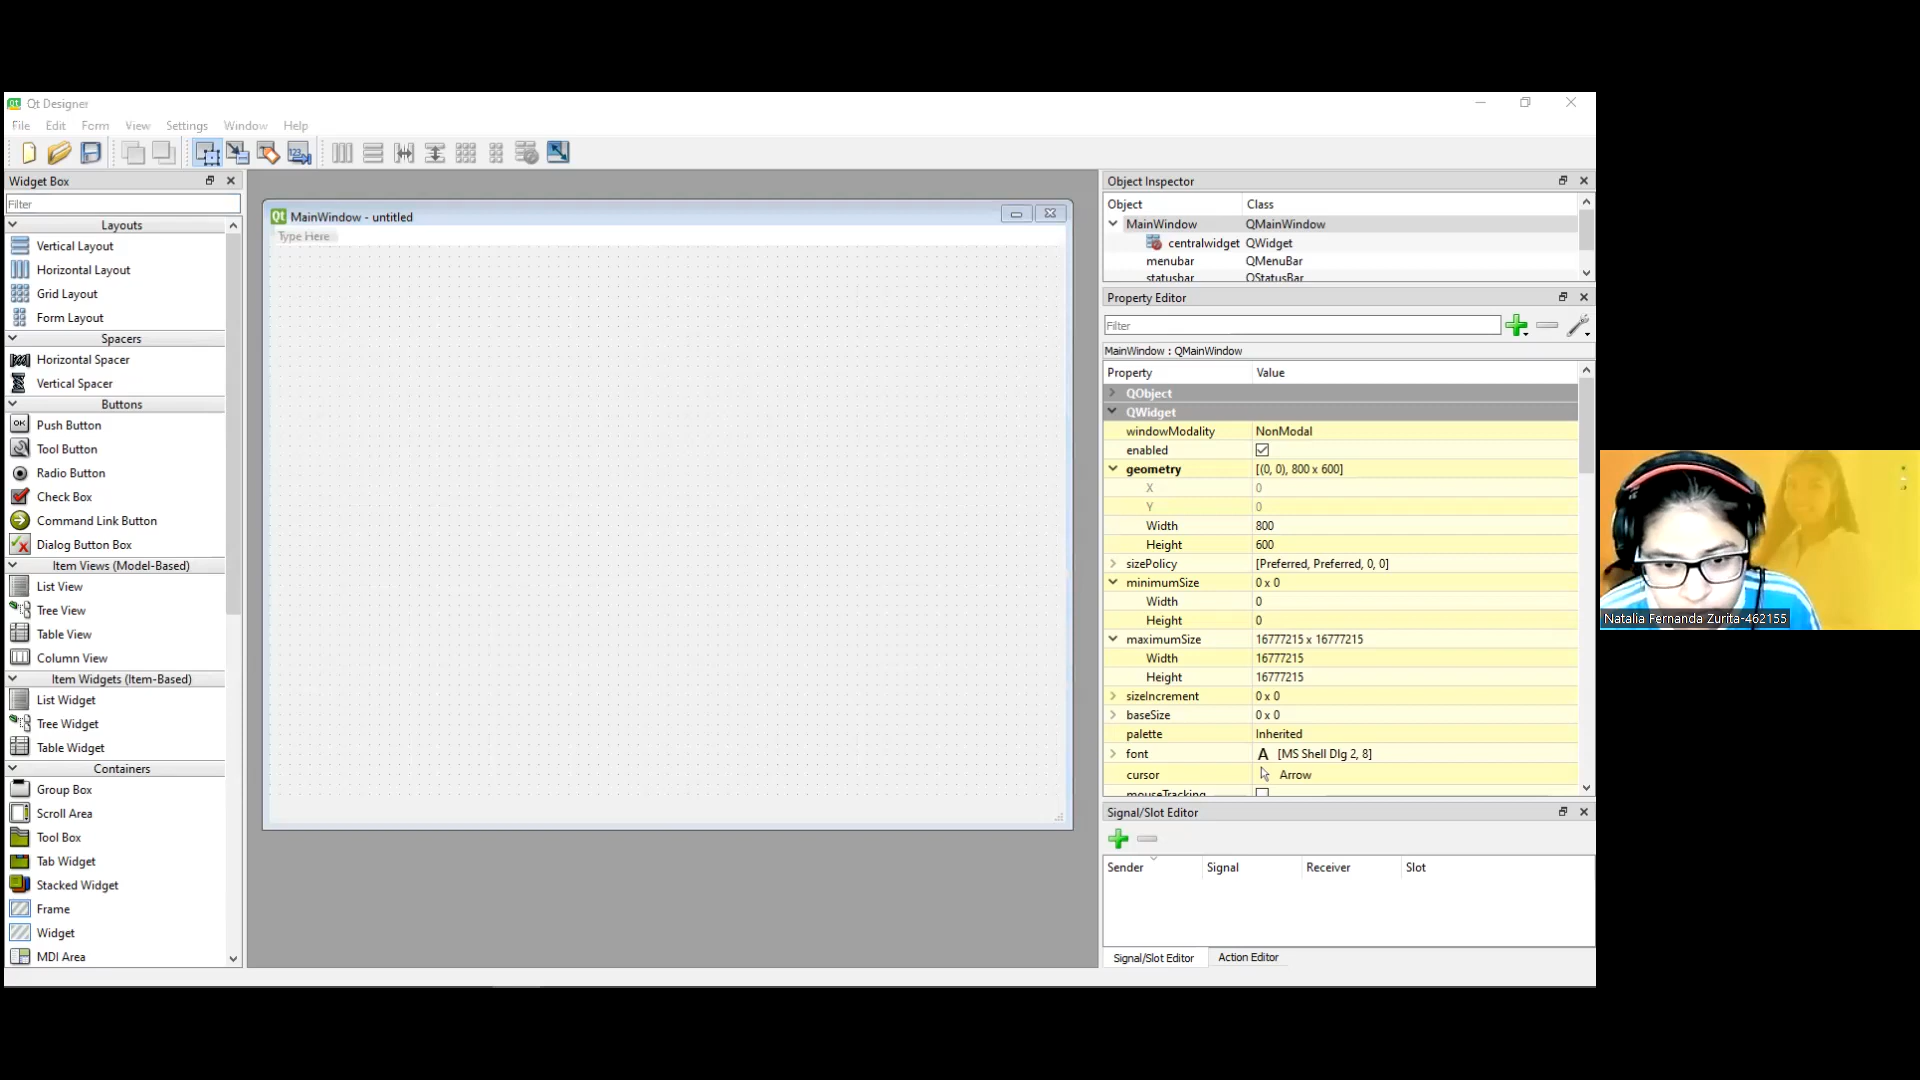 Qt Designer
File Edit Form View Settings Window Help
Widget Box
Filter
Layouts
Vertical Layout
Horizontal Layout
Grid Layout
Form Layout
Spacers
Horizontal Spacer
Vertical Spacer
Buttons
Push Button
Tool Button
Radio Button
Check Box
Command Link Button
Dialog Button Box
Item Views (Model-Based)
List View
Tree View
Table View
Column View
Item Widgets (Item-Based)
List Widget
Tree Widget
Table Widget
Containers
Group Box
Scroll Area
Tool Box
Tab Widget
Stacked Widget
Frame
Widget
MDI Area
MainWindow - untitled
Type Here
Object Inspector
Object Class
MainWindow QMainWindow
centralwidget QWidget
menubar QMenuBar
statusbar QStatusBar
Property Editor
Filter
MainWindow : QMainWindow
Property Value
QObject
QWidget
windowModality NonModal
enabled
geometry [(0, 0), 800 x 600]
X 0
Y 0
Width 800
Height 600
sizePolicy [Preferred, Preferred, 0, 0]
minimumSize 0 x 0
Width 0
Height 0
maximumSize 16777215 x 16777215
Width 16777215
Height 16777215
sizeIncrement 0 x 0
baseSize 0 x 0
palette Inherited
font A [MS Shell Dlg 2, 8]
cursor Arrow
mouseTracking
Signal/Slot Editor
Sender Signal Receiver Slot
Signal/Slot Editor Action Editor
Natalia Fernanda Zurita-462155